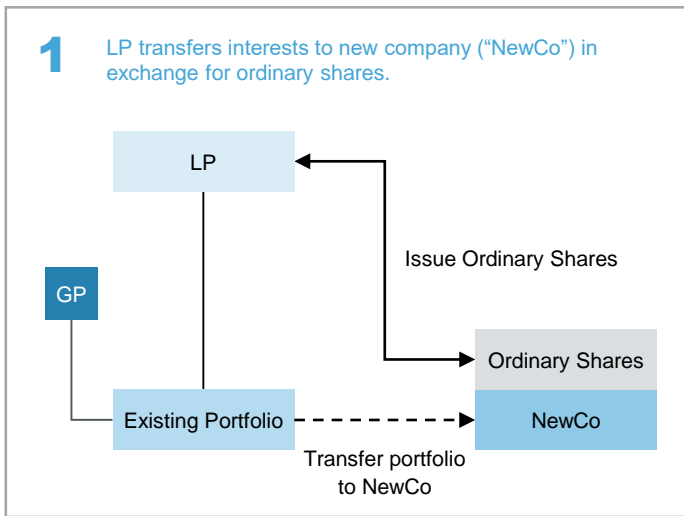 1
LP transfers interests to new company (“NewCo”) in
exchange for ordinary shares.
LP
Issue Ordinary Shares
GP
Ordinary Shares
Existing Portfolio
NewCo
Transfer portfolio
to NewCo